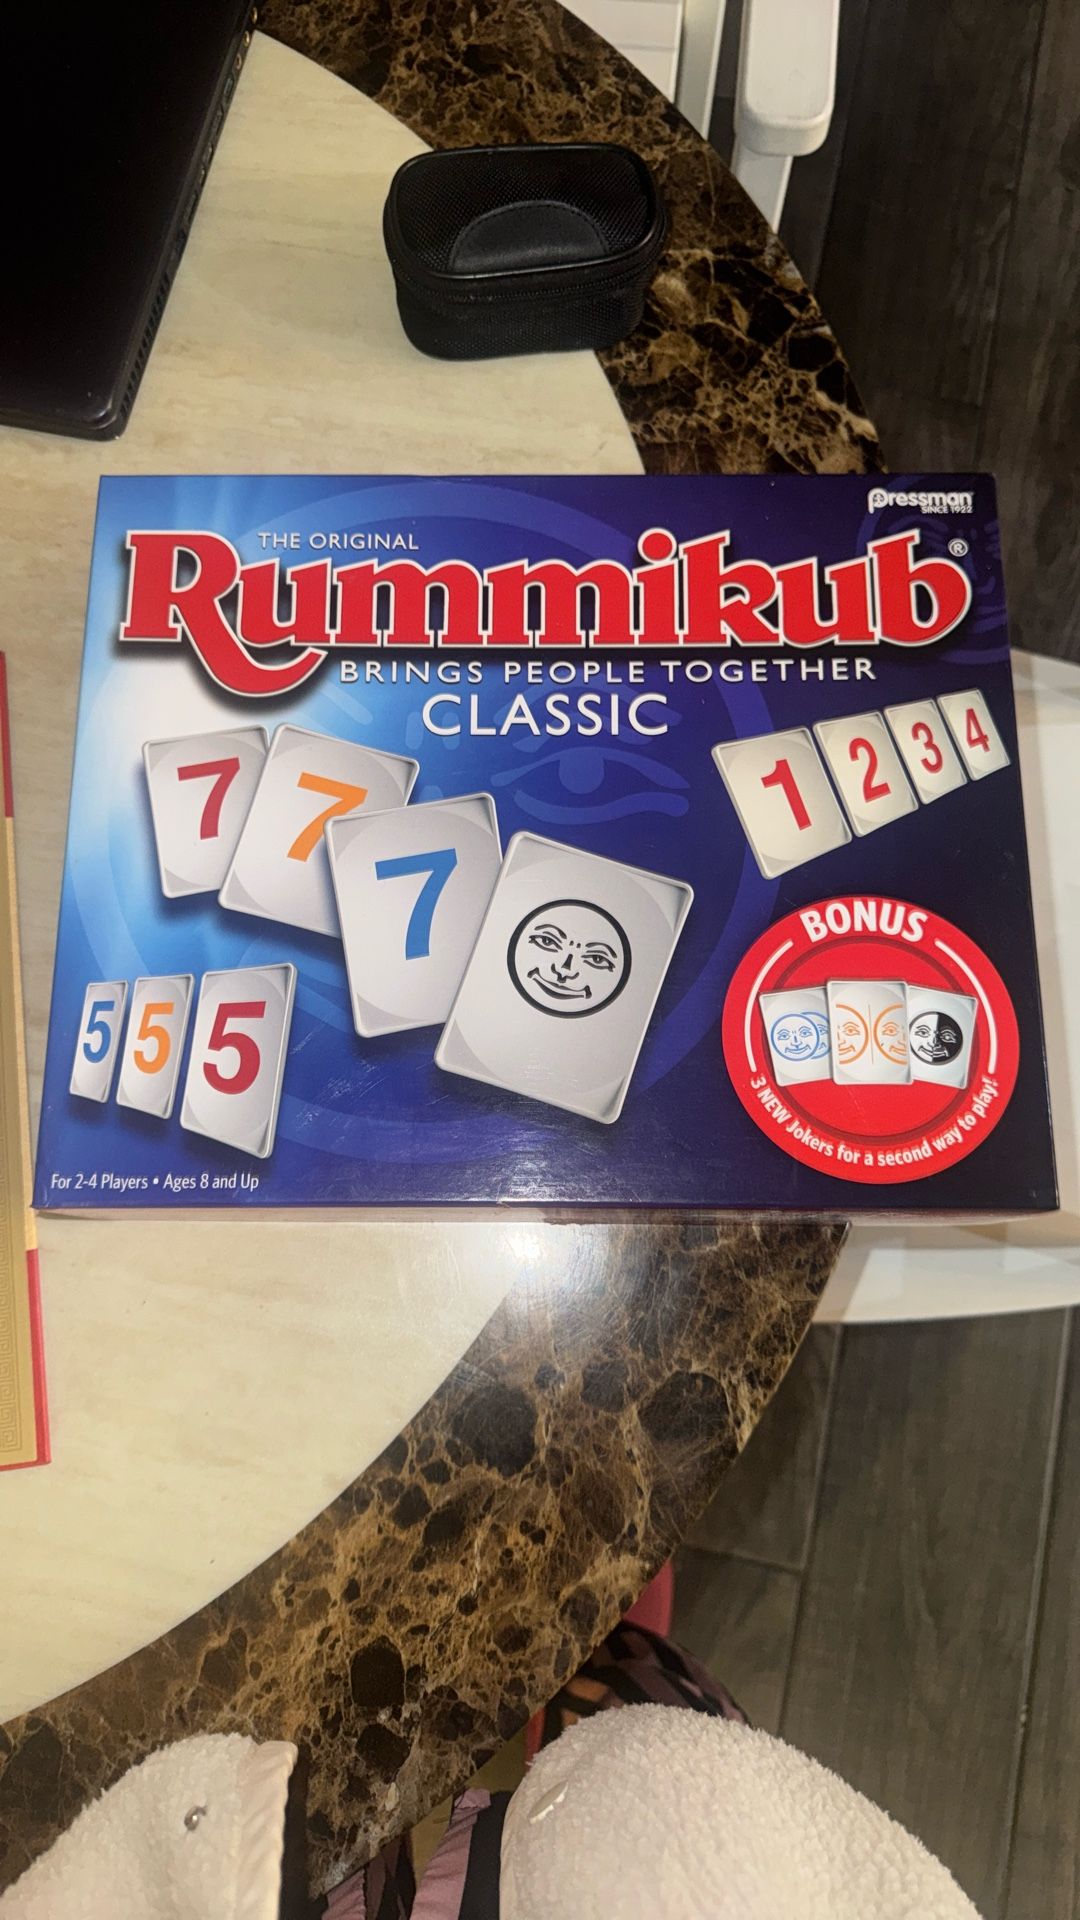 Pressman
SINCE 1922
THE ORIGINAL
Rummikub®
BRINGS PEOPLE TOGETHER
CLASSIC
7 7 7
1 2 3 4
5 5 5
BONUS
3 NEW Jokers for a second way to play!
For 2-4 Players • Ages 8 and Up